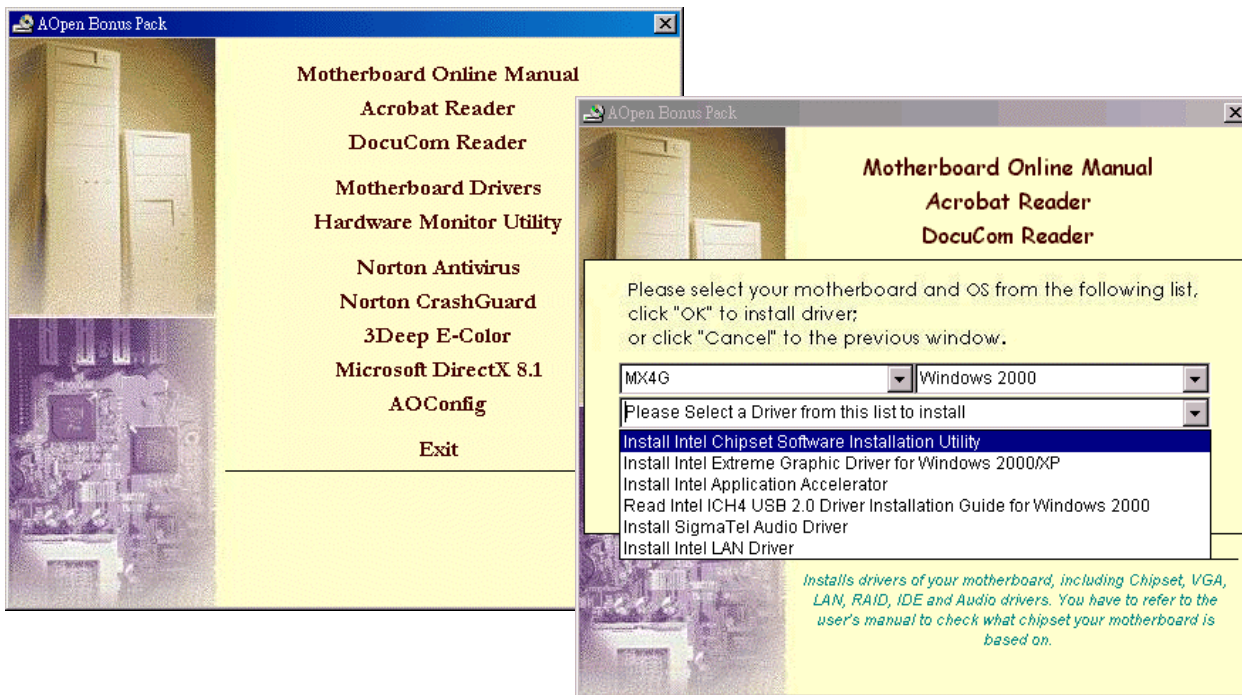 AOpen Bonus Pack
Motherboard Online Manual
Acrobat Reader
DocuCom Reader
Motherboard Drivers
Hardware Monitor Utility
Norton Antivirus
Norton CrashGuard
3Deep E-Color
Microsoft DirectX 8.1
AOConfig
Exit
AOpen Bonus Pack
Motherboard Online Manual
Acrobat Reader
DocuCom Reader
Please select your motherboard and OS from the following list,
click "OK" to install driver;
or click "Cancel" to the previous window.
MX4G
Windows 2000
Please Select a Driver from this list to install
Install Intel Chipset Software Installation Utility
Install Intel Extreme Graphic Driver for Windows 2000/XP
Install Intel Application Accelerator
Read Intel ICH4 USB 2.0 Driver Installation Guide for Windows 2000
Install SigmaTel Audio Driver
Install Intel LAN Driver
Installs drivers of your motherboard, including Chipset, VGA,
LAN, RAID, IDE and Audio drivers. You have to refer to the
user's manual to check what chipset your motherboard is
based on.